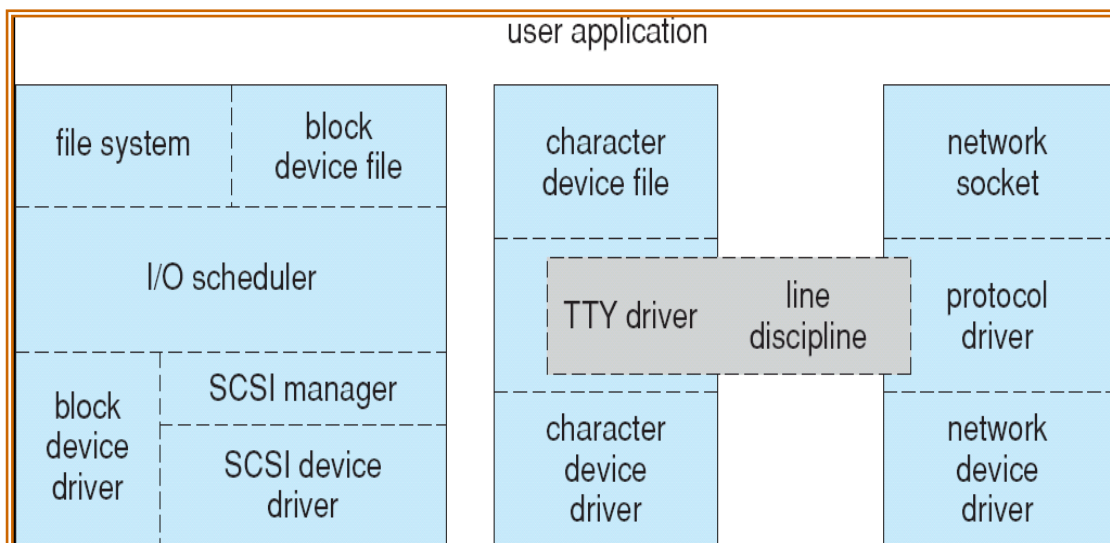 user application
file system
block
device file
I/O scheduler
block
device
driver
SCSI manager
SCSI device
driver
character
device file
TTY driver
line
discipline
character
device
driver
network
socket
protocol
driver
network
device
driver